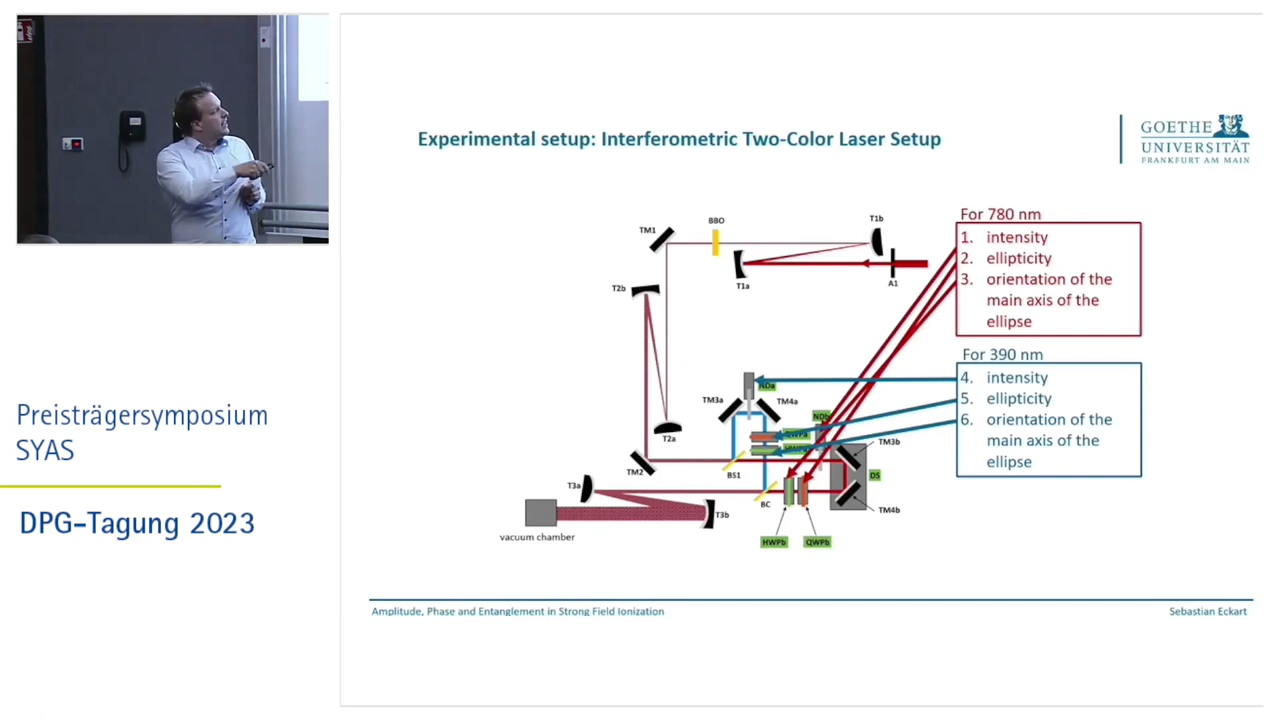 Preisträgersymposium
SYAS
DPG-Tagung 2023
Experimental setup: Interferometric Two-Color Laser Setup
GOETHE
UNIVERSITÄT
FRANKFURT AM MAIN
TM1
BBO
T1b
T1a
A1
T2b
T2a
TM2
TM3a
TM4a
NDa
NDb
QWPa
TM3b
DS
TM4b
BS1
BC
T3a
T3b
vacuum chamber
HWPb
QWPb
For 780 nm
1. intensity
2. ellipticity
3. orientation of the
main axis of the
ellipse
For 390 nm
4. intensity
5. ellipticity
6. orientation of the
main axis of the
ellipse
Amplitude, Phase and Entanglement in Strong Field Ionization
Sebastian Eckart